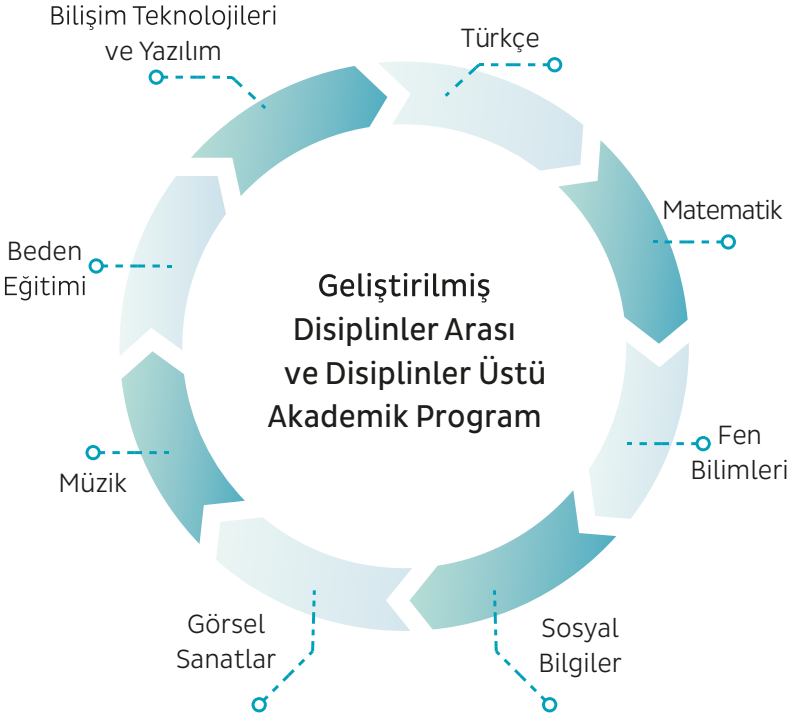 Bilişim Teknolojileri
ve Yazılım
Türkçe
Matematik
Fen
Bilimleri
Sosyal
Bilgiler
Görsel
Sanatlar
Müzik
Beden
Eğitimi
Geliştirilmiş
Disiplinler Arası
ve Disiplinler Üstü
Akademik Program